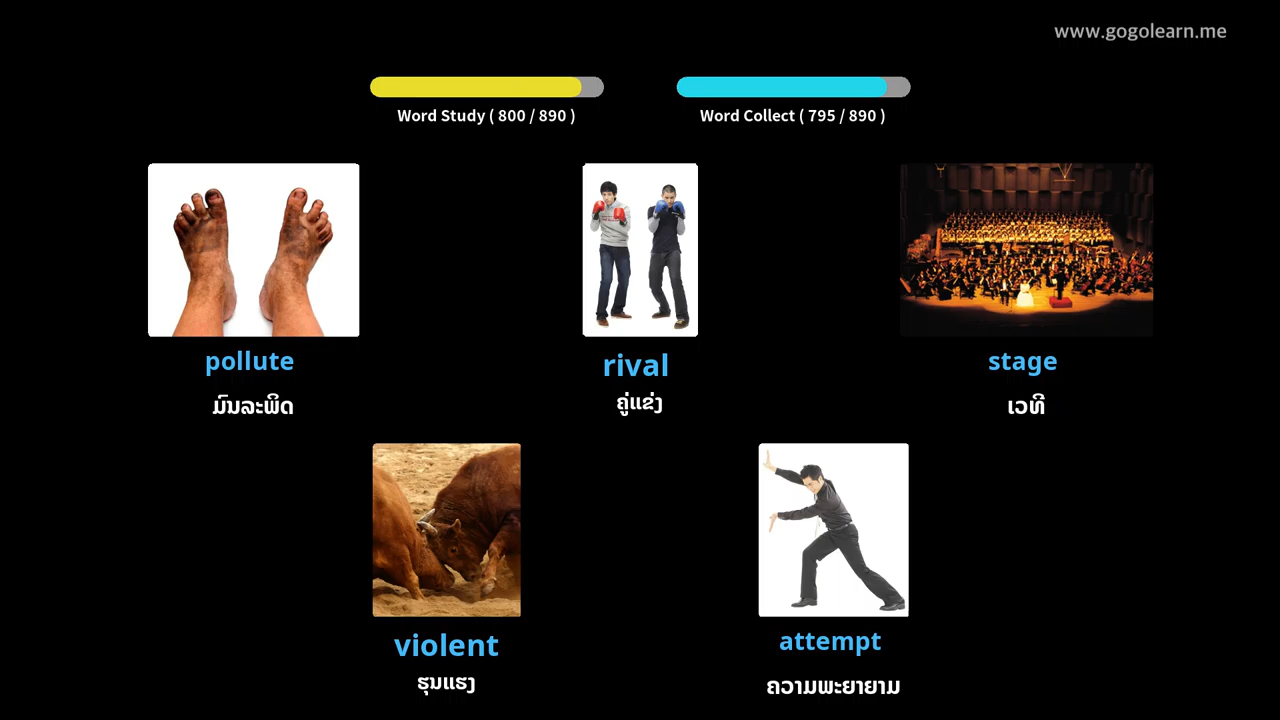 www.gogolearn.me
Word Study ( 800 / 890 )
Word Collect ( 795 / 890 )
pollute
ມົນລະພິດ
rival
ຄູ່ແຂ່ງ
stage
ເວທີ
violent
ຮຸນແຮງ
attempt
ຄວາມພະຍາຍາມ